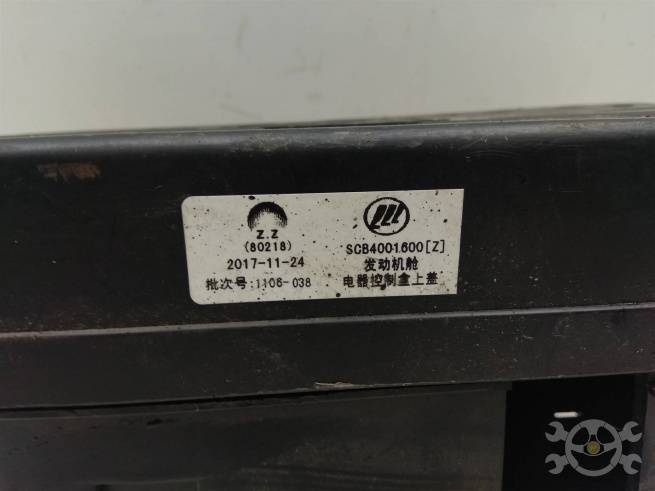 Z.Z
(80218)
2017-11-24
批次号:1106-038
SCB4001600[Z]
发动机舱
电器控制盒上盖